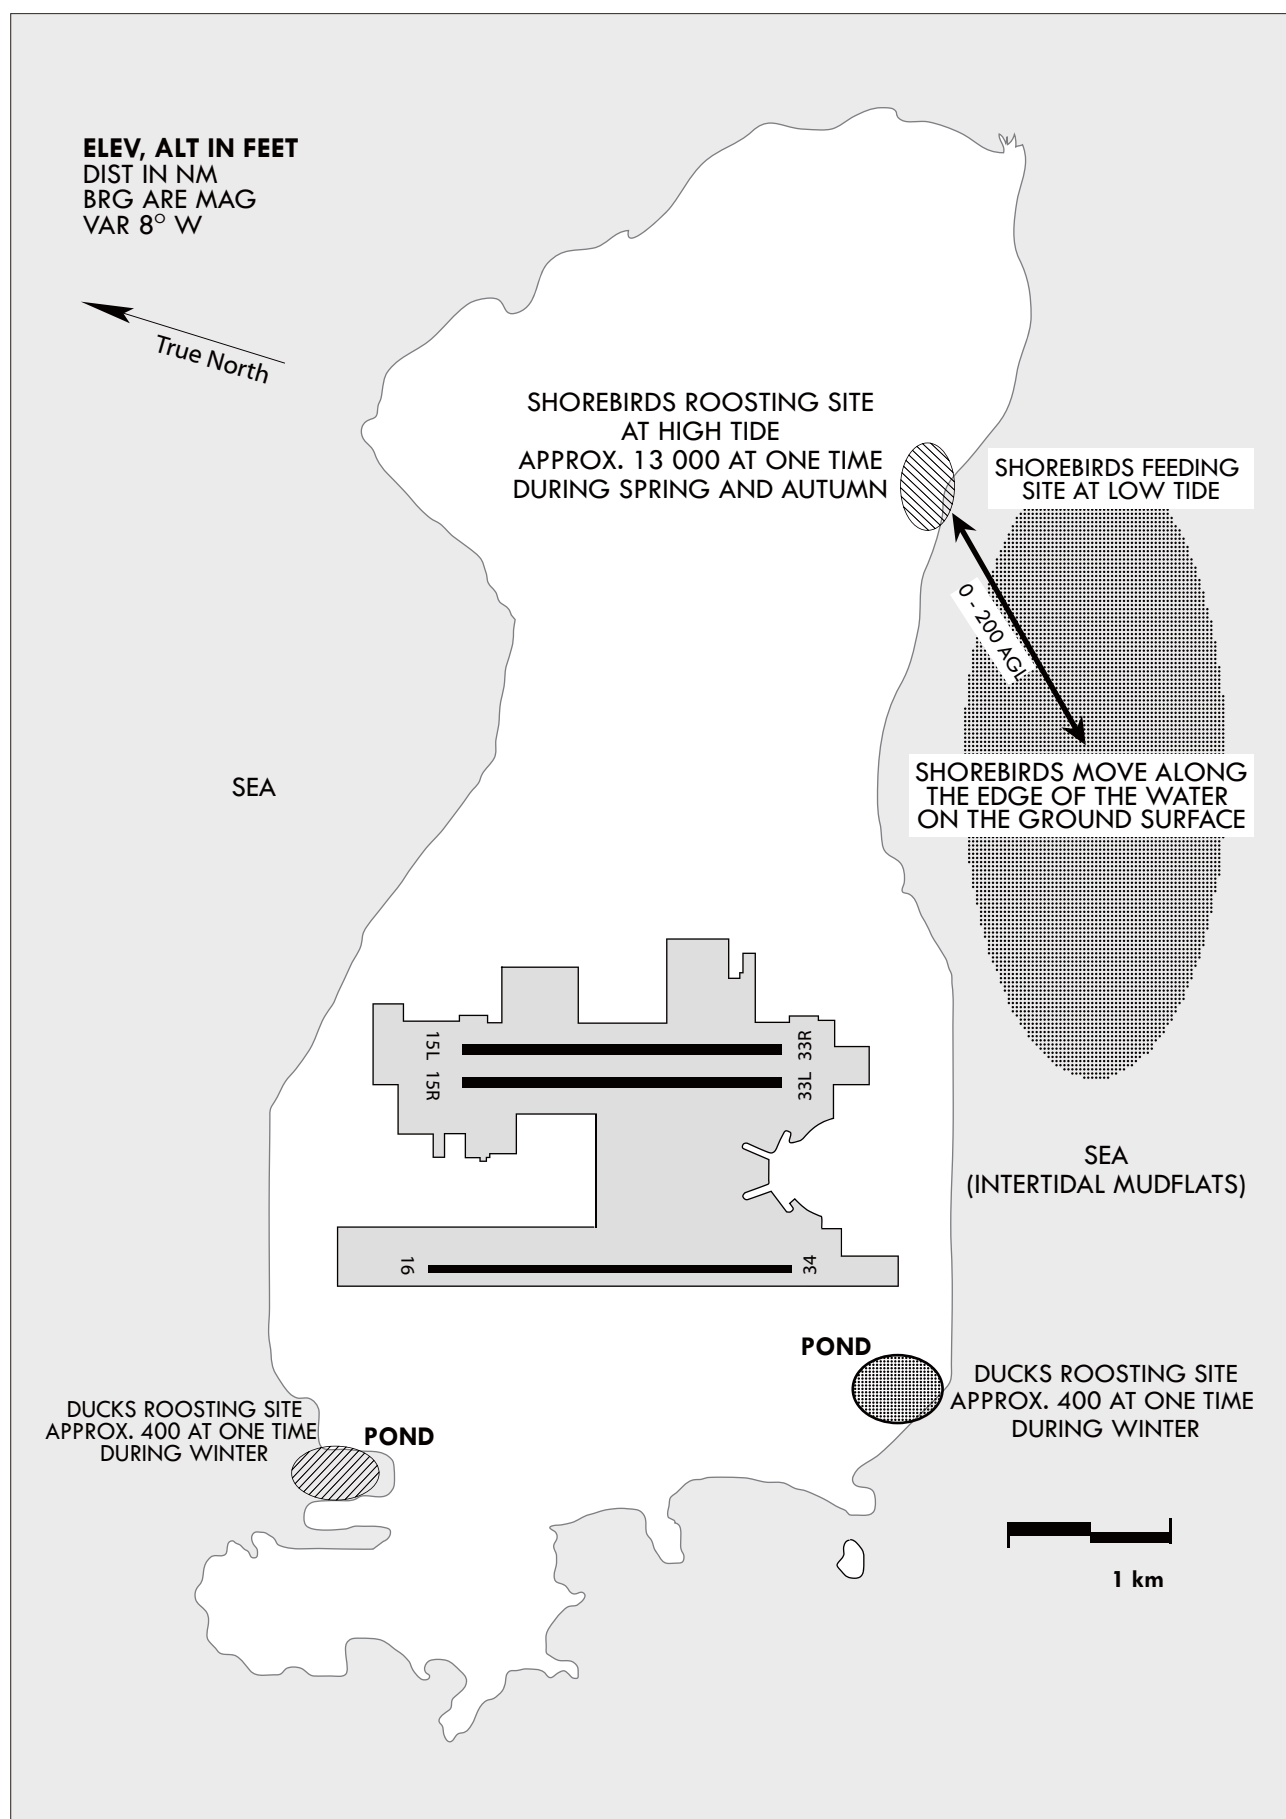 ELEV, ALT IN FEET
DIST IN NM
BRG ARE MAG
VAR 8° W
True North
SHOREBIRDS ROOSTING SITE
AT HIGH TIDE
APPROX. 13 000 AT ONE TIME
DURING SPRING AND AUTUMN
SHOREBIRDS FEEDING
SITE AT LOW TIDE
0 - 200 AGL
SEA
SHOREBIRDS MOVE ALONG
THE EDGE OF THE WATER
ON THE GROUND SURFACE
15L
33R
15R
33L
SEA
(INTERTIDAL MUDFLATS)
16
34
POND
DUCKS ROOSTING SITE
APPROX. 400 AT ONE TIME
DURING WINTER
DUCKS ROOSTING SITE
APPROX. 400 AT ONE TIME
DURING WINTER
POND
1 km